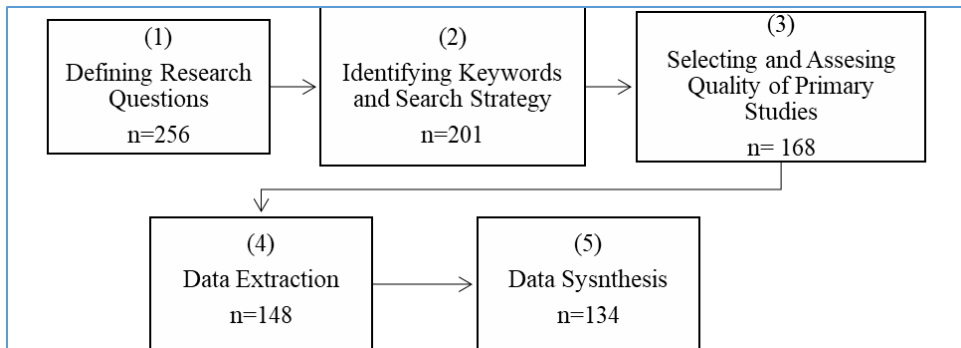 (1)
Defining Research
Questions
n=256
(2)
Identifying Keywords
and Search Strategy
n=201
(3)
Selecting and Assesing
Quality of Primary
Studies
n= 168
(4)
Data Extraction
n=148
(5)
Data Sysnthesis
n=134